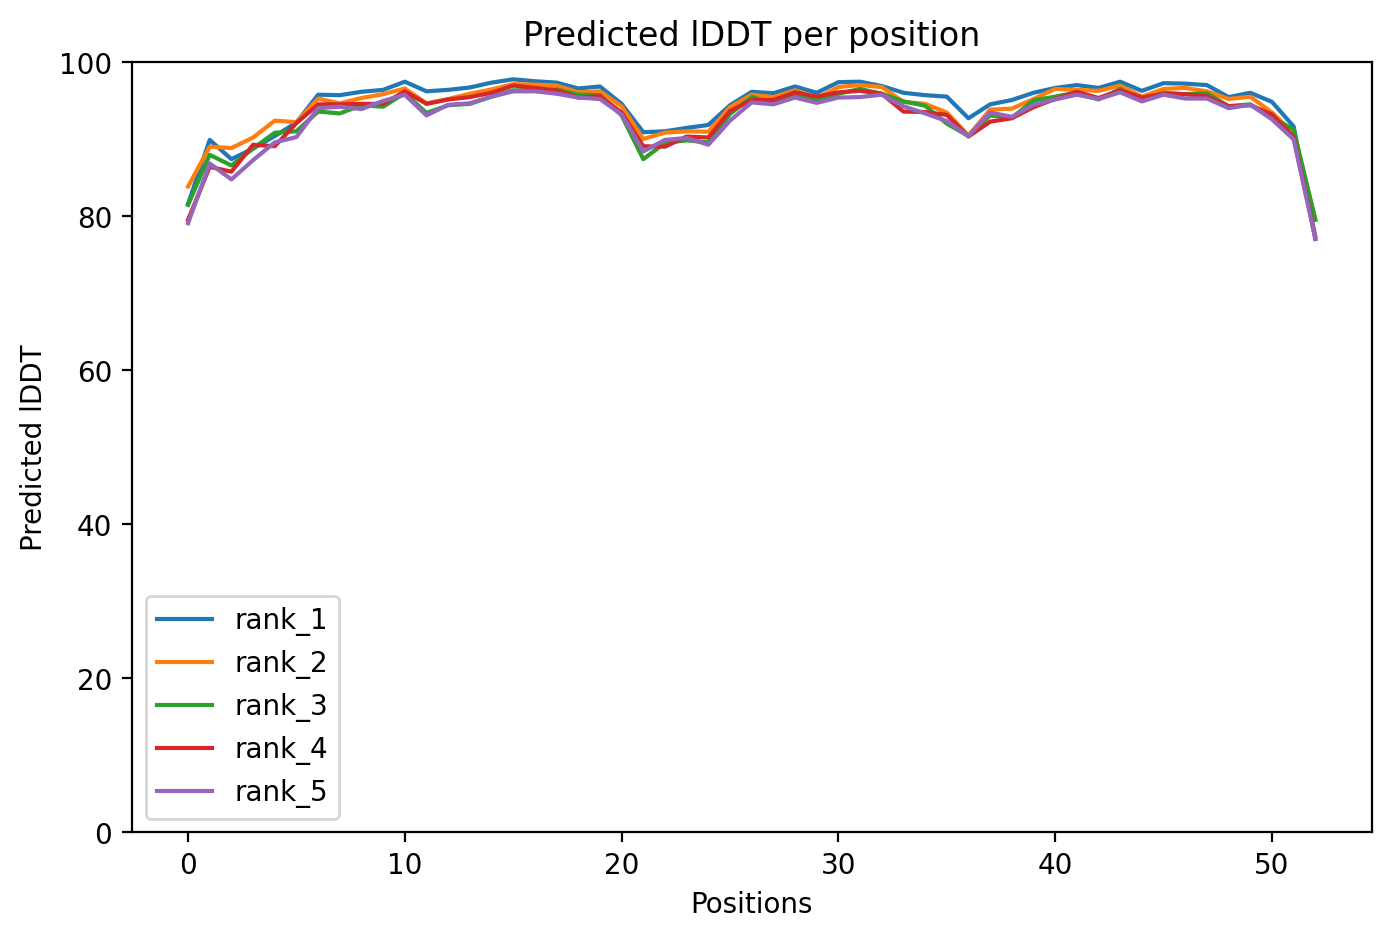 Predicted lDDT per position
100
80
60
40
20
0
Predicted lDDT
rank_1
rank_2
rank_3
rank_4
rank_5
0 10 20 30 40 50
Positions